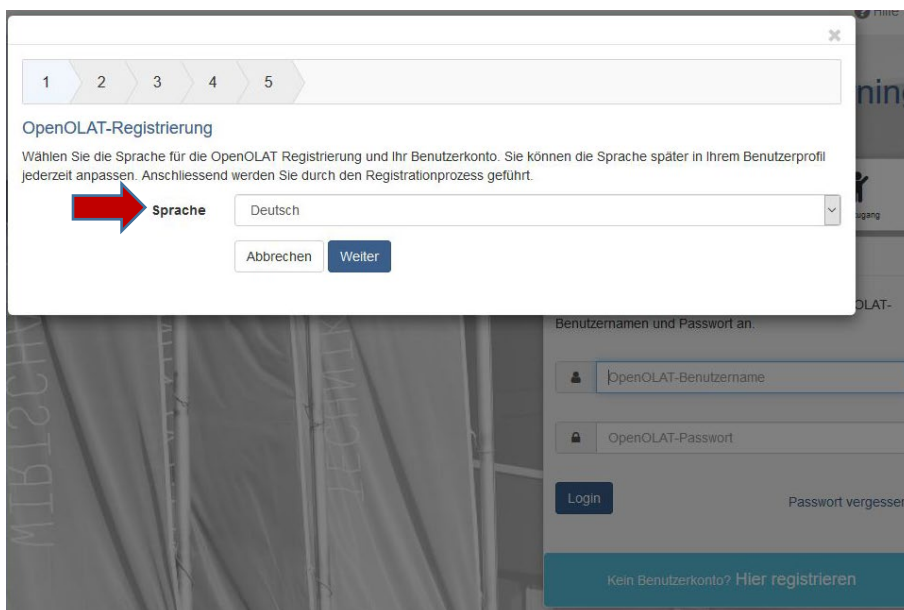 Hilfe
1 2 3 4 5
OpenOLAT-Registrierung
Wählen Sie die Sprache für die OpenOLAT Registrierung und Ihr Benutzerkonto. Sie können die Sprache später in Ihrem Benutzerprofil
jederzeit anpassen. Anschliessend werden Sie durch den Registrationprozess geführt.
Sprache Deutsch
Abbrechen Weiter
OLAT-
Benutzernamen und Passwort an.
OpenOLAT-Benutzername
OpenOLAT-Passwort
Login Passwort vergessen
Kein Benutzerkonto? Hier registrieren
TECHNIK